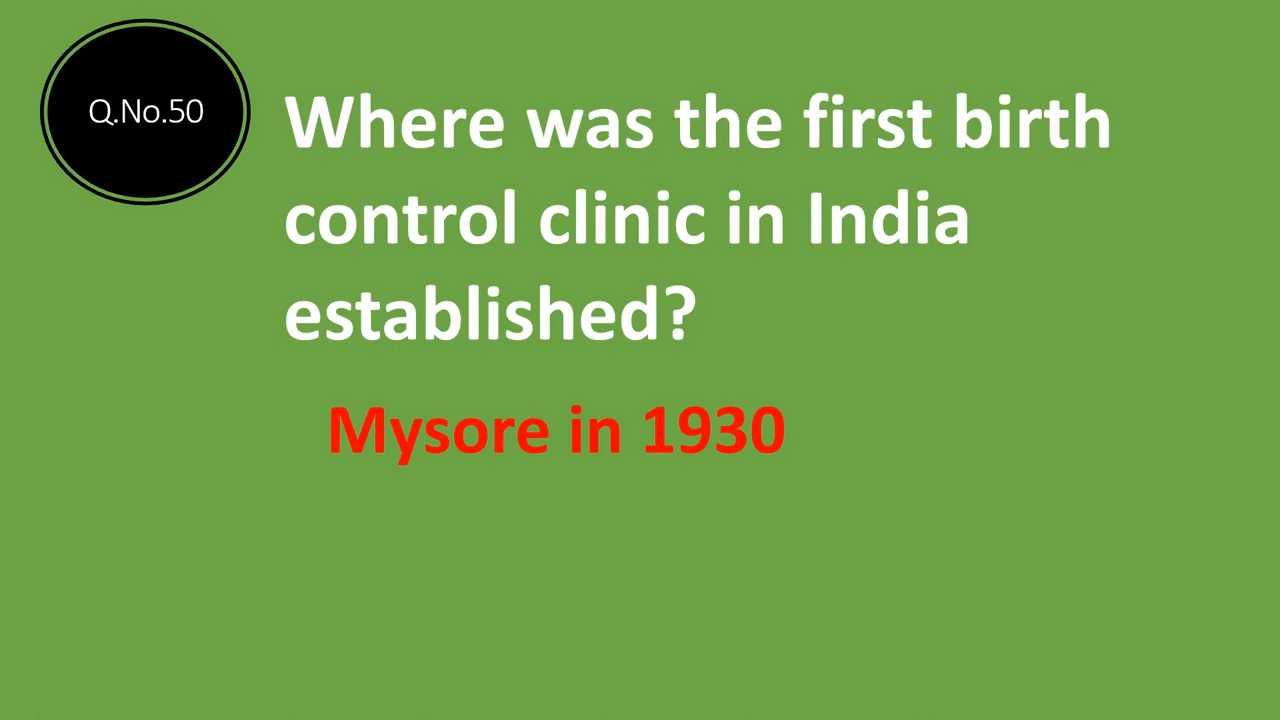 Q.No.50
Where was the first birth
control clinic in India
established?
Mysore in 1930